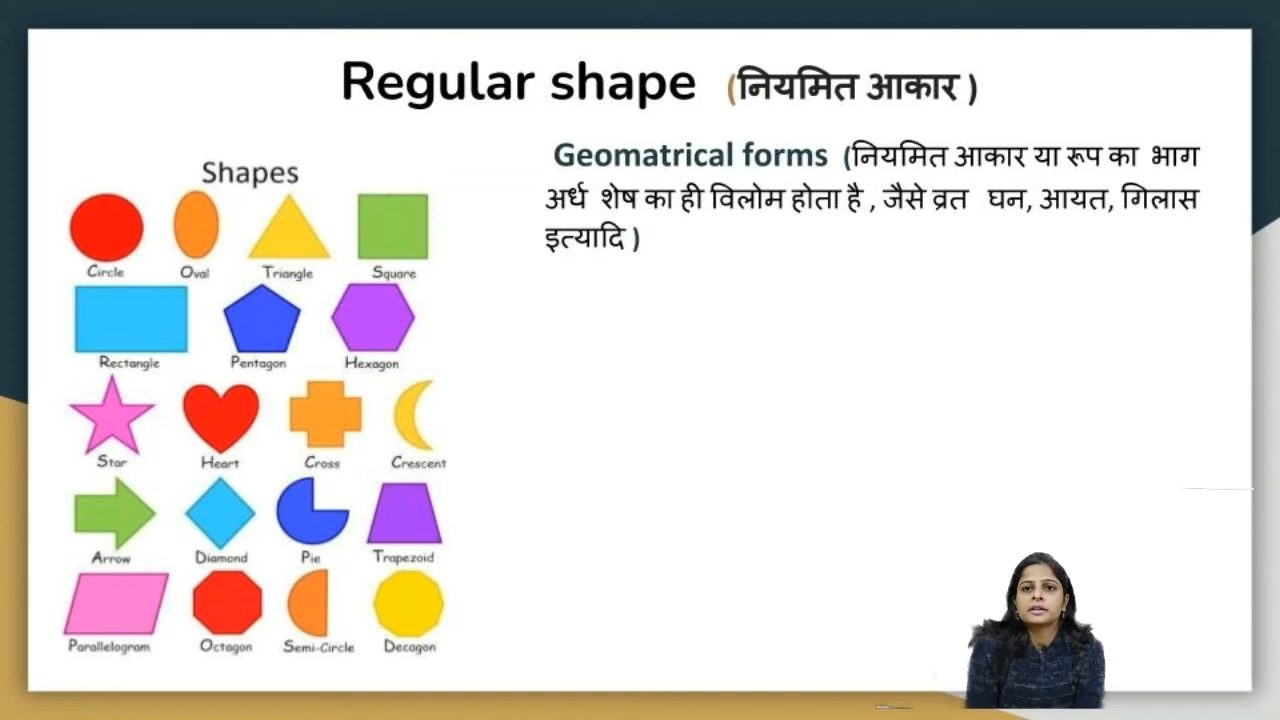 Regular shape (नियमित आकार )
Geomatrical forms (नियमित आकार या रूप का भाग
अर्ध शेष का ही विलोम होता है , जैसे व्रत घन, आयत, गिलास
इत्यादि )
Shapes
Circle Oval Triangle Square
Rectangle Pentagon Hexagon
Star Heart Cross Crescent
Arrow Diamond Pie Trapezoid
Parallelogram Octagon Semi-Circle Decagon